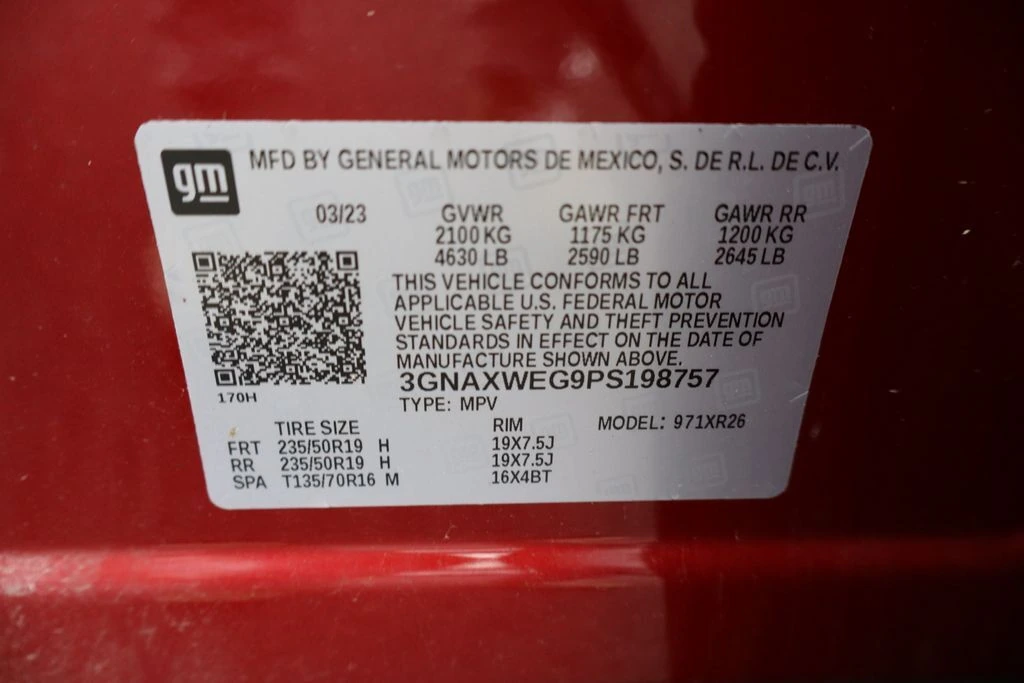 gm MFD BY GENERAL MOTORS DE MEXICO, S. DE R.L. DE C.V.
03/23 GVWR GAWR FRT GAWR RR
2100 KG 1175 KG 1200 KG
4630 LB 2590 LB 2645 LB
THIS VEHICLE CONFORMS TO ALL
APPLICABLE U.S. FEDERAL MOTOR
VEHICLE SAFETY AND THEFT PREVENTION
STANDARDS IN EFFECT ON THE DATE OF
MANUFACTURE SHOWN ABOVE.
3GNAXWEG9PS198757
170H
TYPE: MPV
TIRE SIZE RIM MODEL: 971XR26
FRT 235/50R19 H 19X7.5J
RR 235/50R19 H 19X7.5J
SPA T135/70R16 M 16X4BT